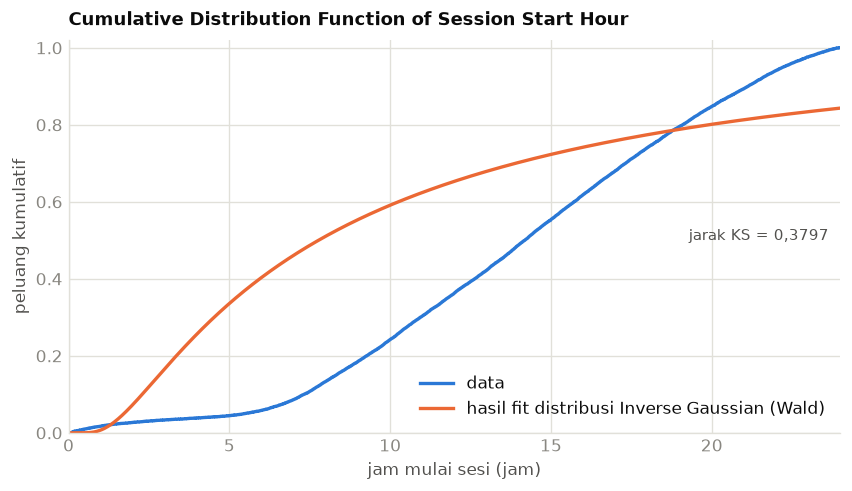 Cumulative Distribution Function of Session Start Hour
peluang kumulatif
1.0
0.8
0.6
0.4
0.2
0.0
jarak KS = 0,3797
data
hasil fit distribusi Inverse Gaussian (Wald)
0 5 10 15 20
jam mulai sesi (jam)